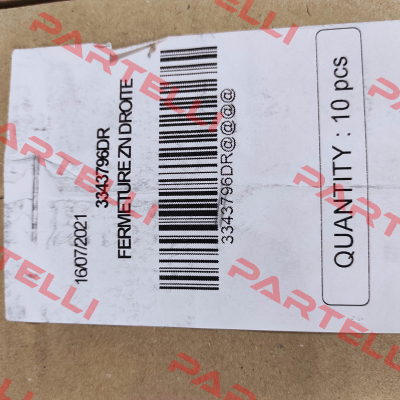 16/07/2021
3343796DR
FERMETURE ZN DROITE
3343796DR@@@@
QUANTITY : 10 pcs
PARTELLI
PARTELLI
PARTELLI
PARTELLI
PARTELLI